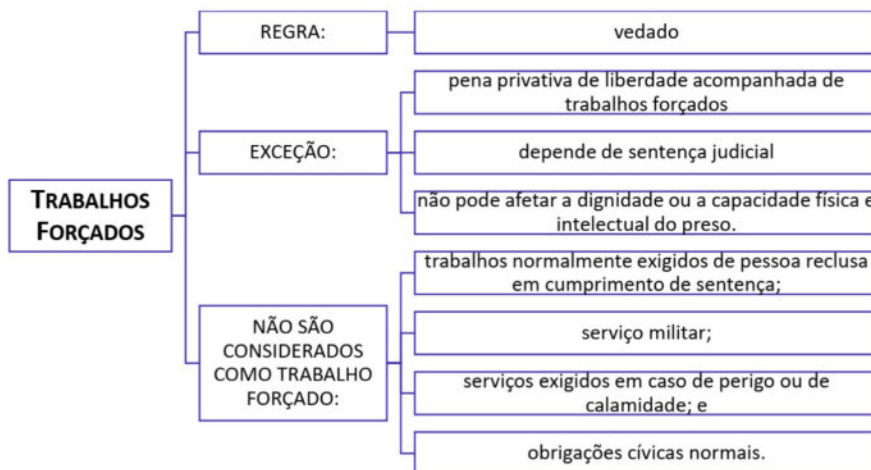 REGRA:
vedado
pena privativa de liberdade acompanhada de
trabalhos forçados
EXCEÇÃO:
depende de sentença judicial
não pode afetar a dignidade ou a capacidade física e
intelectual do preso.
TRABALHOS
FORÇADOS
trabalhos normalmente exigidos de pessoa reclusa
em cumprimento de sentença;
NÃO SÃO
CONSIDERADOS
COMO TRABALHO
FORÇADO:
serviço militar;
serviços exigidos em caso de perigo ou de
calamidade; e
obrigações cívicas normais.